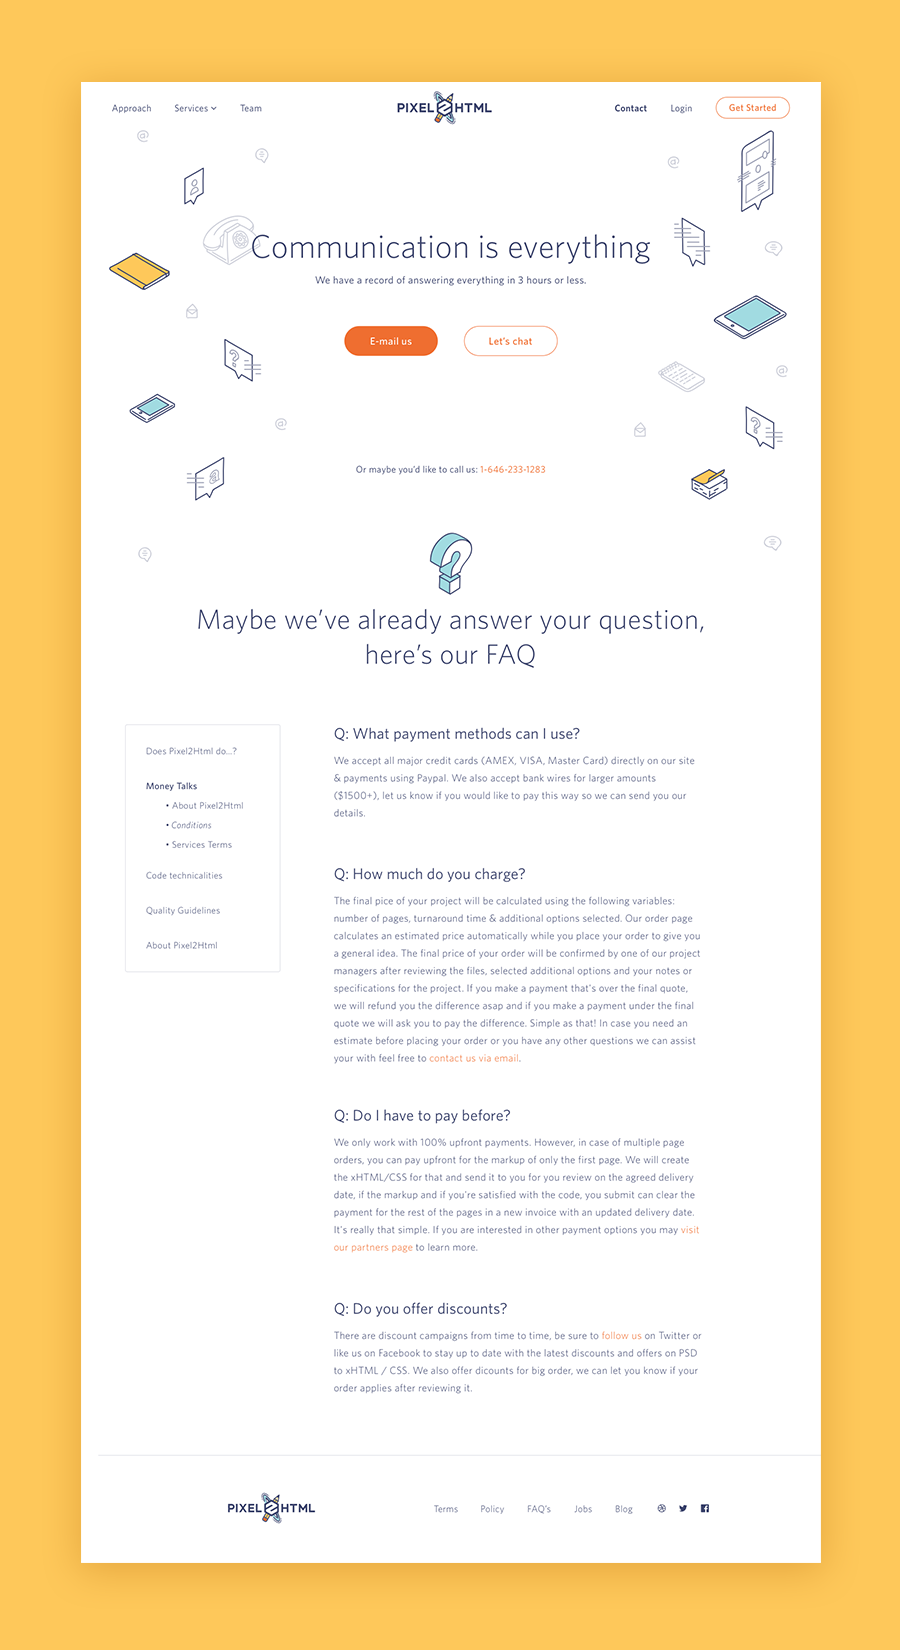 Approach Services Team PIXEL2HTML Contact Login Get Started
Communication is everything
We have a record of answering everything in 3 hours or less.
E-mail us Let's chat
Or maybe you'd like to call us: 1-646-233-1283
Maybe we've already answer your question,
here's our FAQ
Does Pixel2Html do...?
Money Talks
• About Pixel2Html
• Conditions
• Services Terms
Code technicalities
Quality Guidelines
About Pixel2Html
Q: What payment methods can I use?
We accept all major credit cards (AMEX, VISA, Master Card) directly on our site
& payments using Paypal. We also accept bank wires for larger amounts
($1500+), let us know if you would like to pay this way so we can send you our
details.
Q: How much do you charge?
The final pice of your project will be calculated using the following variables:
number of pages, turnaround time & additional options selected. Our order page
calculates an estimated price automatically while you place your order to give you
a general idea. The final price of your order will be confirmed by one of our project
managers after reviewing the files, selected additional options and your notes or
specifications for the project. If you make a payment that's over the final quote,
we will refund you the difference asap and if you make a payment under the final
quote we will ask you to pay the difference. Simple as that! In case you need an
estimate before placing your order or you have any other questions we can assist
your with feel free to contact us via email.
Q: Do I have to pay before?
We only work with 100% upfront payments. However, in case of multiple page
orders, you can pay upfront for the markup of only the first page. We will create
the xHTML/CSS for that and send it to you for you review on the agreed delivery
date, if the markup and if you're satisfied with the code, you submit can clear the
payment for the rest of the pages in a new invoice with an updated delivery date.
It's really that simple. If you are interested in other payment options you may visit
our partners page to learn more.
Q: Do you offer discounts?
There are discount campaigns from time to time, be sure to follow us on Twitter or
like us on Facebook to stay up to date with the latest discounts and offers on PSD
to xHTML / CSS. We also offer dicounts for big order, we can let you know if your
order applies after reviewing it.
PIXEL2HTML Terms Policy FAQ's Jobs Blog